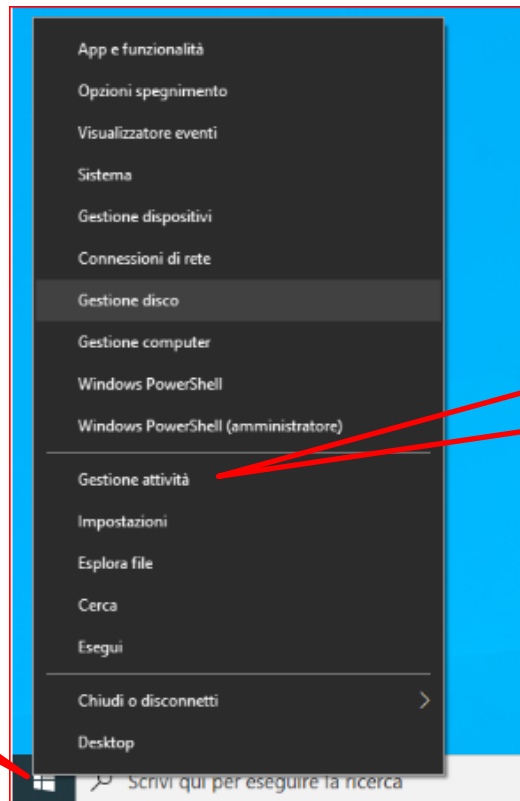 App e funzionalità
Opzioni spegnimento
Visualizzatore eventi
Sistema
Gestione dispositivi
Connessioni di rete
Gestione disco
Gestione computer
Windows PowerShell
Windows PowerShell (amministratore)
Gestione attività
Impostazioni
Esplora file
Cerca
Esegui
Chiudi o disconnetti
Desktop
Scrivi qui per eseguire la ricerca